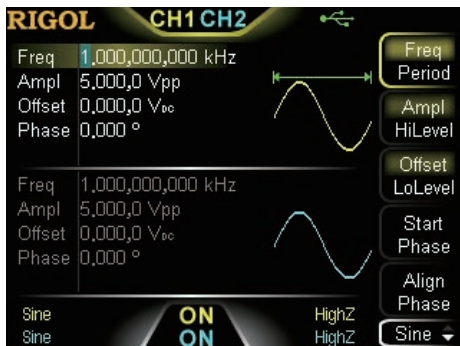 RIGOL CH1 CH2
Freq 1.000,000,000 kHz
Ampl 5.000,0 Vpp
Offset 0.000,0 VDC
Phase 0.000 °
Freq 1.000,000,000 kHz
Ampl 5.000,0 Vpp
Offset 0.000,0 VDC
Phase 0.000 °
Sine ON HighZ
Sine ON HighZ
Freq
Period
Ampl
HiLevel
Offset
LoLevel
Start
Phase
Align
Phase
Sine